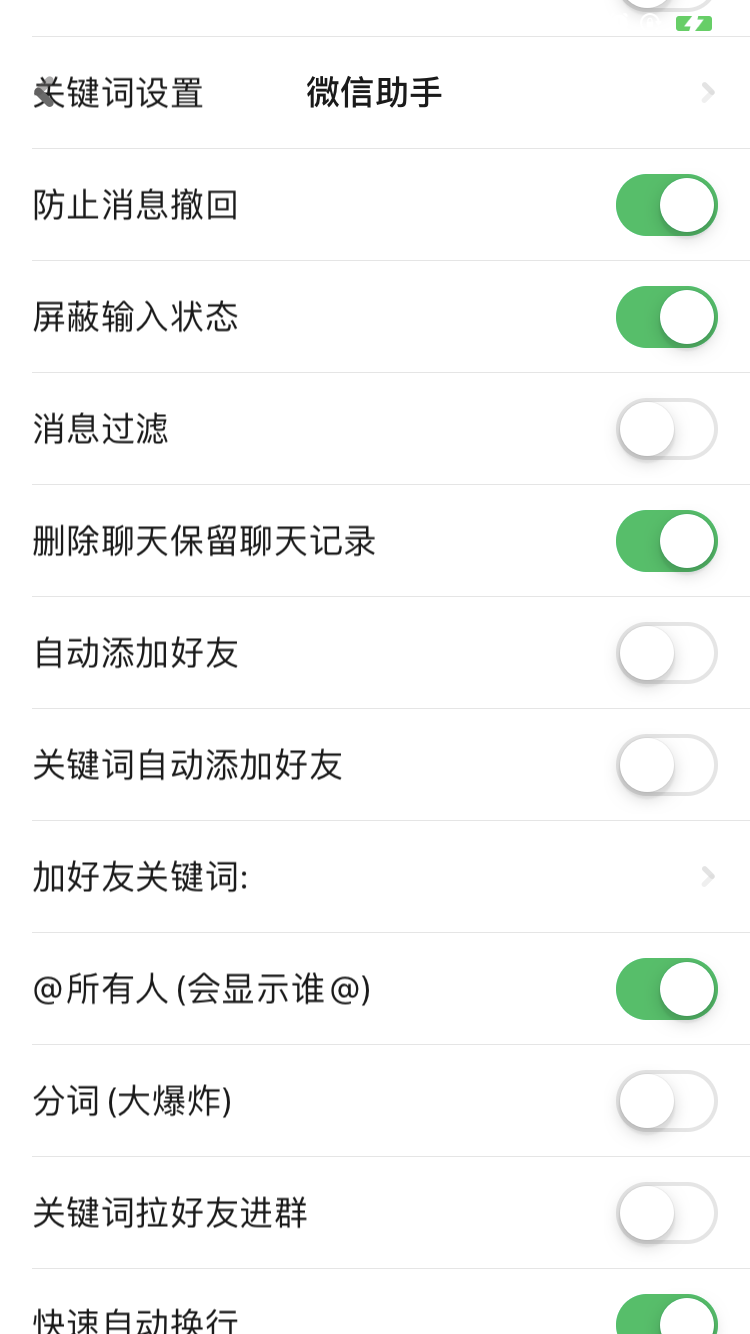 关键词设置 微信助手
防止消息撤回
屏蔽输入状态
消息过滤
删除聊天保留聊天记录
自动添加好友
关键词自动添加好友
加好友关键词:
@所有人(会显示谁@)
分词(大爆炸)
关键词拉好友进群
快速自动换行